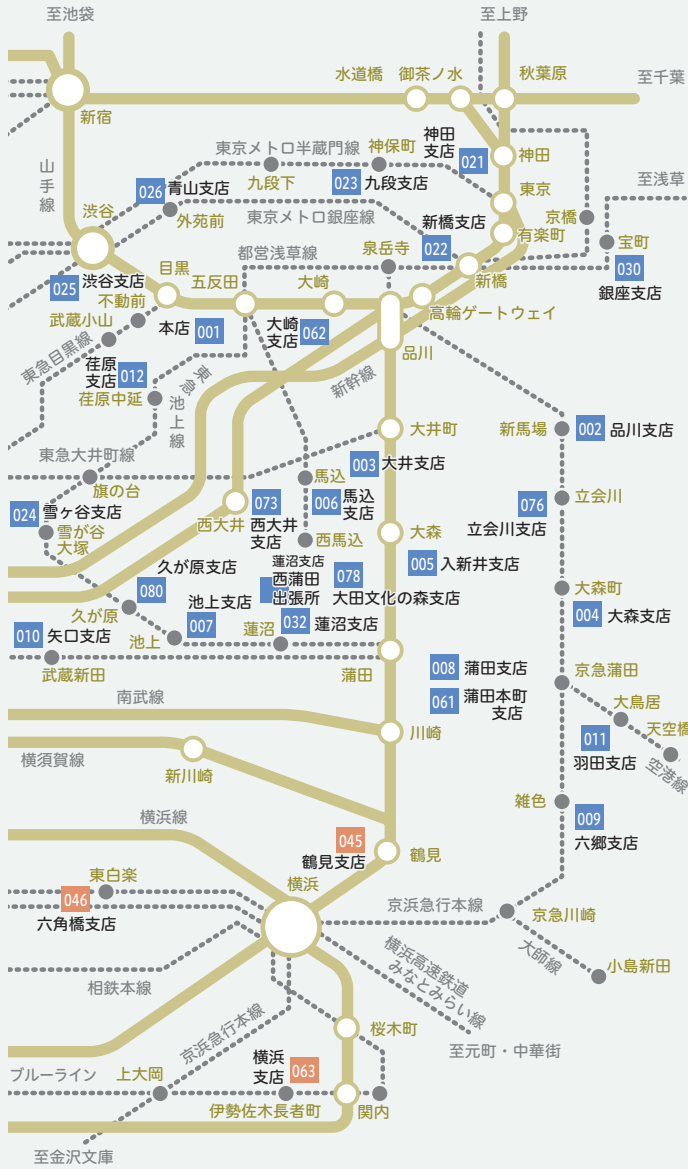 至池袋
至上野
水道橋
御茶ノ水
秋葉原
至千葉
新宿
神田
支店
021
神田
東京メトロ半蔵門線
神保町
山手線
026
青山支店
九段下
023
九段支店
至浅草
東京
渋谷
外苑前
東京メトロ銀座線
新橋支店
京橋
有楽町
宝町
都営浅草線
泉岳寺
022
030
新橋
銀座支店
025
渋谷支店
目黒
五反田
大崎
不動前
高輪ゲートウェイ
武蔵小山
本店
001
大崎
支店
062
品川
東急目黒線
荏原
支店
012
東急池上線
新幹線
荏原中延
大井町
新馬場
002
品川支店
東急大井町線
003
大井支店
旗の台
馬込
024
雪ヶ谷支店
073
006
馬込
支店
076
立会川
雪が谷
大塚
西大井
西大井
支店
西馬込
大森
立会川支店
久が原支店
蓮沼支店
西蒲田
出張所
078
005
入新井支店
080
池上支店
大田文化の森支店
大森町
久が原
007
032
蓮沼支店
004
大森支店
010
矢口支店
池上
蓮沼
武蔵新田
蒲田
008
蒲田支店
京急蒲田
南武線
061
蒲田本町
支店
大鳥居
011
天空橋
川崎
羽田支店
横須賀線
空港線
新川崎
雑色
009
横浜線
045
六郷支店
鶴見支店
鶴見
東白楽
横浜
046
六角橋支店
京浜急行本線
京急川崎
大師線
小島新田
相鉄本線
横浜高速鉄道
みなとみらい線
京浜急行本線
桜木町
至元町・中華街
ブルーライン
上大岡
横浜
支店
063
伊勢佐木長者町
関内
至金沢文庫